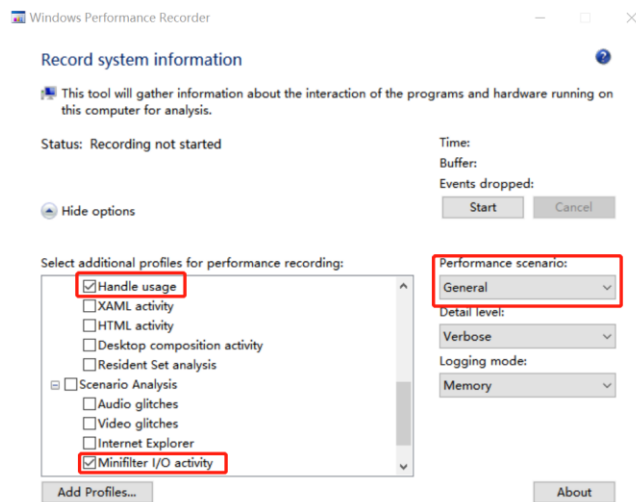 Windows Performance Recorder
Record system information
This tool will gather information about the interaction of the programs and hardware running on
this computer for analysis.
Status: Recording not started
Time:
Buffer:
Events dropped:
Start
Cancel
Hide options
Select additional profiles for performance recording:
Handle usage
XAML activity
HTML activity
Desktop composition activity
Resident Set analysis
Scenario Analysis
Audio glitches
Video glitches
Internet Explorer
Minifilter I/O activity
Performance scenario:
General
Detail level:
Verbose
Logging mode:
Memory
Add Profiles...
About